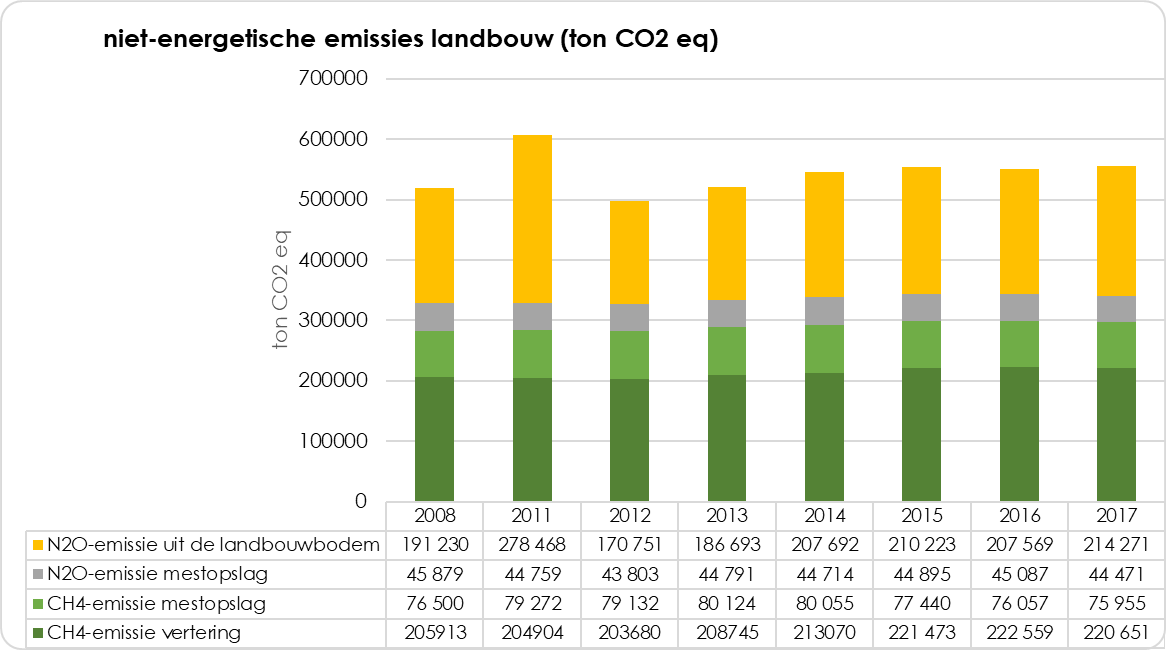 niet-energetische emissies landbouw (ton CO2 eq)
700000
600000
500000
400000
300000
200000
100000
0
ton CO2 eq
2008 2011 2012 2013 2014 2015 2016 2017
N2O-emissie uit de landbouwbodem 191 230 278 468 170 751 186 693 207 692 210 223 207 569 214 271
N2O-emissie mestopslag 45 879 44 759 43 803 44 791 44 714 44 895 45 087 44 471
CH4-emissie mestopslag 76 500 79 272 79 132 80 124 80 055 77 440 76 057 75 955
CH4-emissie vertering 205913 204904 203680 208745 213070 221 473 222 559 220 651